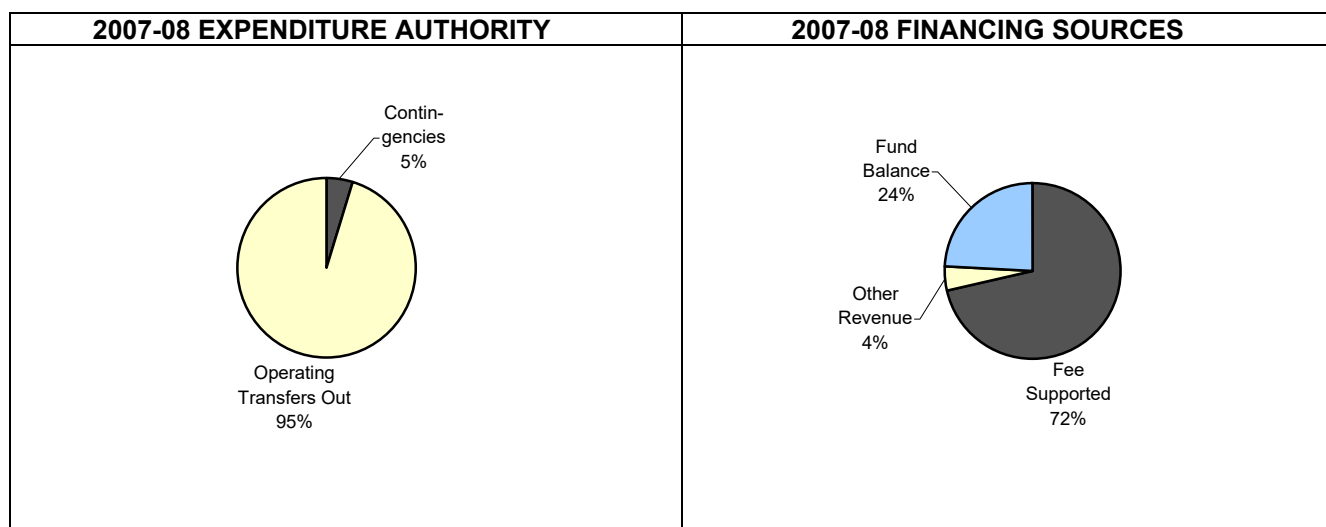 2007-08 EXPENDITURE AUTHORITY
Contin-
gencies
5%
Operating
Transfers Out
95%
2007-08 FINANCING SOURCES
Fund
Balance
24%
Other
Revenue
4%
Fee
Supported
72%